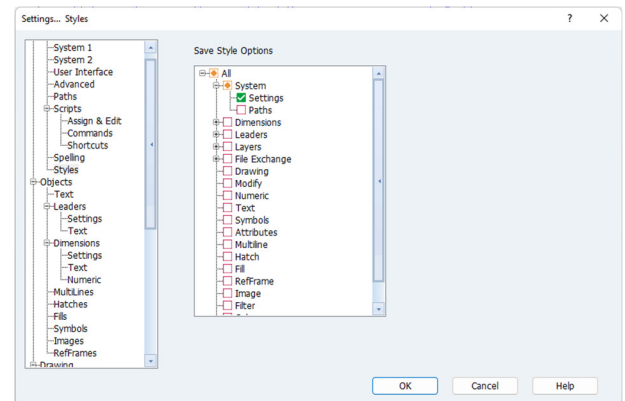 Settings... Styles
?
System 1
System 2
User Interface
Advanced
Paths
Scripts
Assign & Edit
Commands
Shortcuts
Spelling
Styles
Objects
Text
Leaders
Settings
Text
Dimensions
Settings
Text
Numeric
MultiLines
Hatches
Fills
Symbols
Images
RefFrames
Drawing
Save Style Options
All
System
Settings
Paths
Dimensions
Leaders
Layers
File Exchange
Drawing
Modify
Numeric
Text
Symbols
Attributes
Multiline
Hatch
Fill
RefFrame
Image
Filter
OK
Cancel
Help